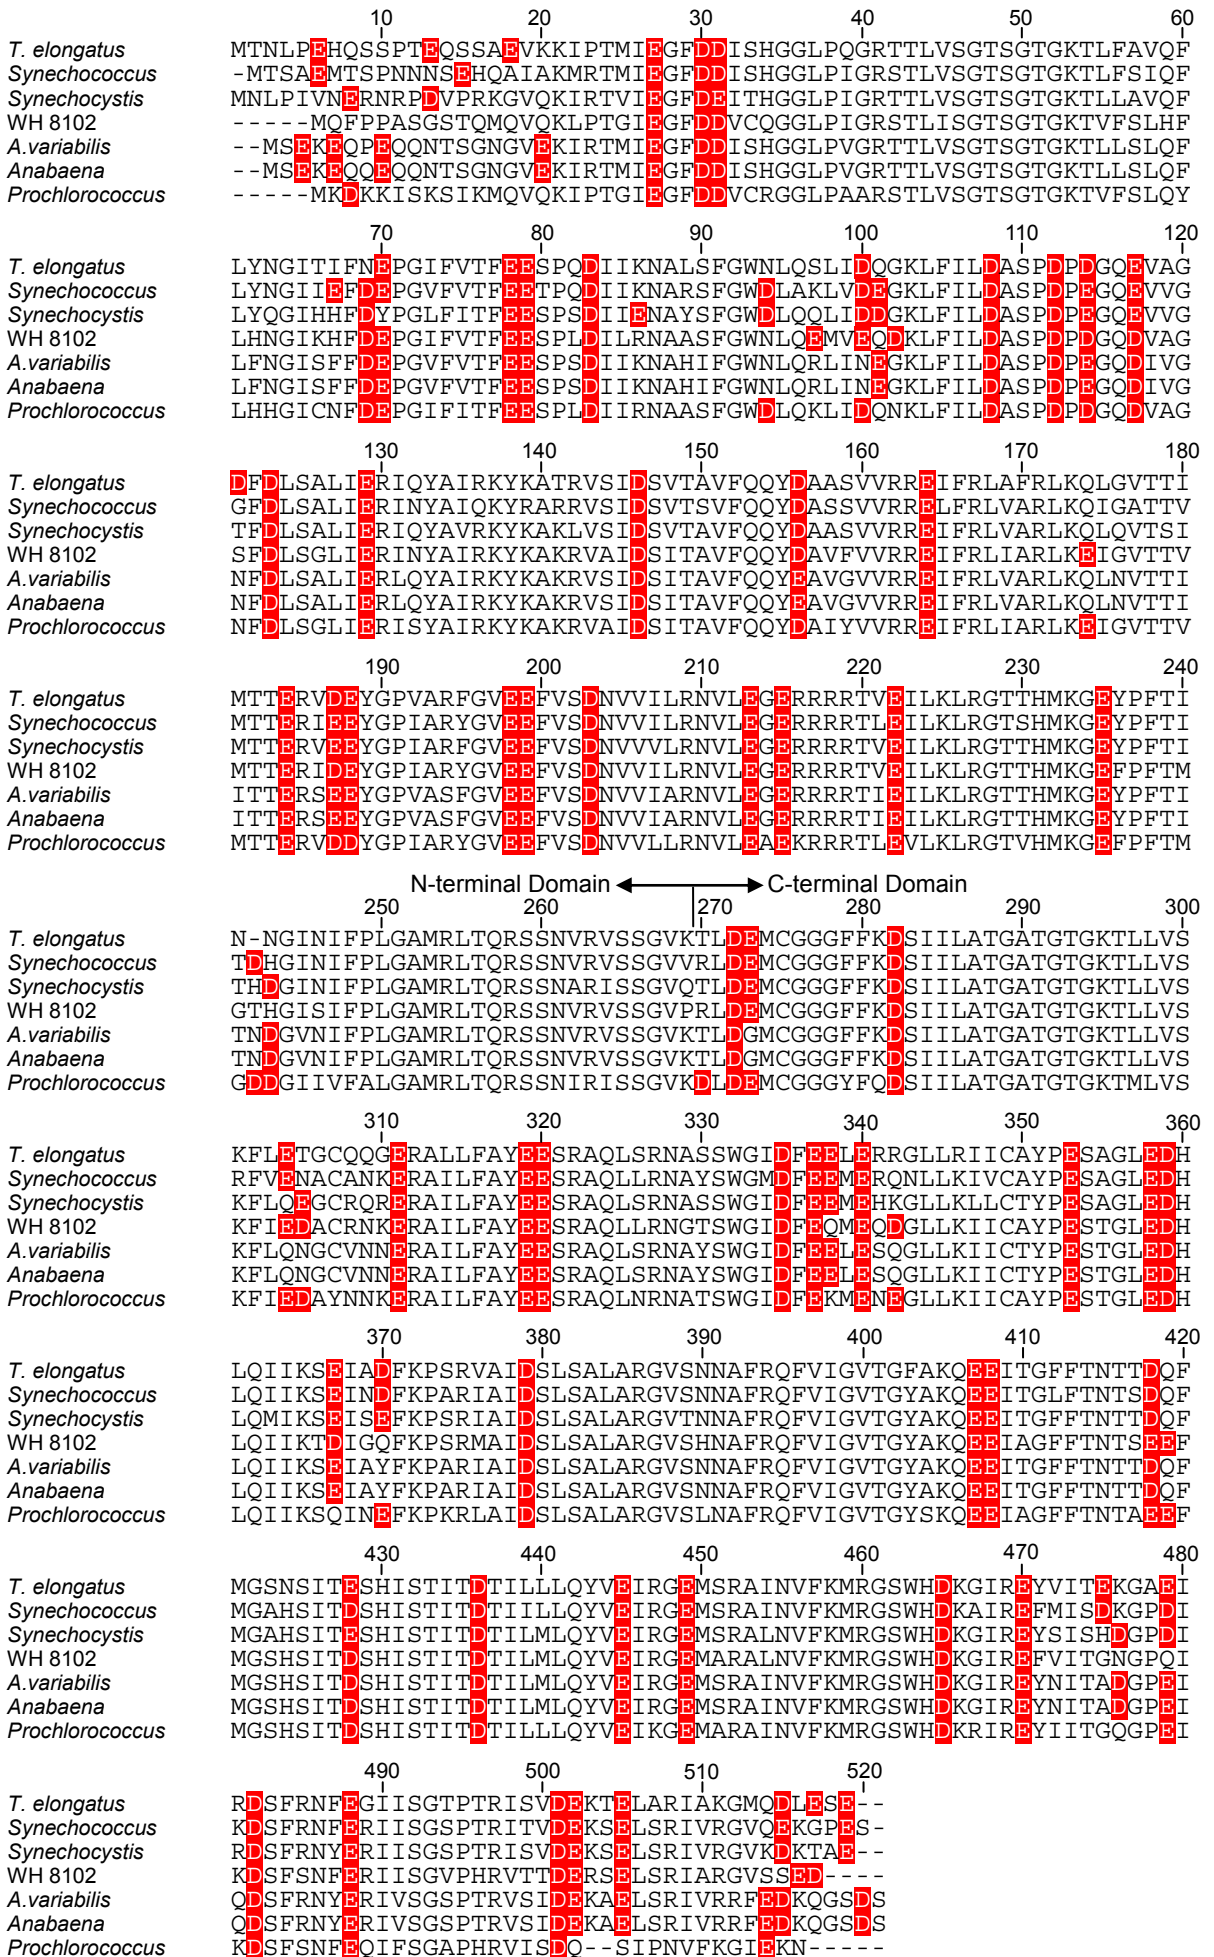 10 20 30 40 50 60
T. elongatus MTNLPEHQSSPTEQSSAEVKKIPTMIEGFDDISHGGLPQGRTTLVSGTSGTGKTLFAVQF
Synechococcus -MTSAEMTSPNNNSEHQAIAKMRTMIEGFDDISHGGLPIGRSTLVSGTSGTGKTLFSIQF
Synechocystis MNLPIVNERNRPDVPRKGVQKIRTVIEGFDEITHGGLPIGRTTLVSGTSGTGKTLLAVQF
WH 8102 -----MQFPPASGSTQMQVQKLPTGIEGFDDVCQGGLPIGRSTLISGTSGTGKTVFSLHF
A.variabilis --MSEKEQPEQQNTSGNGVEKIRTMIEGFDDISHGGLPVGRTTLVSGTSGTGKTLLSLQF
Anabaena --MSEKEQQEQQNTSGNGVEKIRTMIEGFDDISHGGLPVGRTTLVSGTSGTGKTLLSLQF
Prochlorococcus -----MKDKKISKSIKMQVQKIPTGIEGFDDVCRGGLPAARSTLVSGTSGTGKTVFSLQY
70 80 90 100 110 120
T. elongatus LYNGITIFNEPGIFVTFEESPQDIIKNALSFGWNLQSLIDQGKLFILDASPDPDGQEVAG
Synechococcus LYNGIIEFDEPGVFVTFEETPQDIIKNARSFGWDLAKLVDEGKLFILDASPDPEGQEVVG
Synechocystis LYQGIHHFDYPGLFITFEESPSDIIENAYSFGWDLQQLIDDGKLFILDASPDPEGQEVVG
WH 8102 LHNGIKHFDEPGIFVTFEESPLDILRNAASFGWNLQEMVEQDKLFILDASPDPDGQDVAG
A.variabilis LFNGISFFDEPGVFVTFEESPSDIIKNAHIFGWNLQRLINEGKLFILDASPDPEGQDIVG
Anabaena LFNGISFFDEPGVFVTFEESPSDIIKNAHIFGWNLQRLINEGKLFILDASPDPEGQDIVG
Prochlorococcus LHHGICNFDEPGIFITFEESPLDIIRNAASFGWDLQKLIDQNKLFILDASPDPDGQDVAG
130 140 150 160 170 180
T. elongatus DFDLSALIERIQYAIRKYKATRVSIDSVTAVFQQYDAASVVRREIFRLAFRLKQLGVTTI
Synechococcus GFDLSALIERINYAIQKYRARRVSIDSVTSVFQQYDASSVVRRELFRLVARLKQIGATTV
Synechocystis TFDLSALIERIQYAVRKYKAKLVSIDSVTAVFQQYDAASVVRREIFRLVARLKQLQVTSI
WH 8102 SFDLSGLIERINYAIRKYKAKRVAIDSITAVFQQYDAVFVVRREIFRLIARLKEIGVTTV
A.variabilis NFDLSALIERLQYAIRKYKAKRVSIDSITAVFQQYEAVGVVRREIFRLVARLKQLNVTTI
Anabaena NFDLSALIERLQYAIRKYKAKRVSIDSITAVFQQYEAVGVVRREIFRLVARLKQLNVTTI
Prochlorococcus NFDLSGLIERISYAIRKYKAKRVAIDSITAVFQQYDAIYVVRREIFRLIARLKEIGVTTV
190 200 210 220 230 240
T. elongatus MTTERVDEYGPVARFGVEEFVSDNVVILRNVLEGERRRRTVEILKLRGTTHMKGEYPFTI
Synechococcus MTTERIEEYGPIARYGVEEFVSDNVVILRNVLEGERRRRTLEILKLRGTSHMKGEYPFTI
Synechocystis MTTERVEEYGPIARFGVEEFVSDNVVVLRNVLEGERRRRTVEILKLRGTTHMKGEYPFTI
WH 8102 MTTERIDEYGPIARYGVEEFVSDNVVILRNVLEGERRRRTVEILKLRGTTHMKGEFPFTM
A.variabilis ITTERSEEYGPVASFGVEEFVSDNVVIARNVLEGERRRRTIEILKLRGTTHMKGEYPFTI
Anabaena ITTERSEEYGPVASFGVEEFVSDNVVIARNVLEGERRRRTIEILKLRGTTHMKGEYPFTI
Prochlorococcus MTTERVDDYGPIARYGVEEFVSDNVVLLRNVLEAEKRRRTLEVLKLRGTVHMKGEFPFTM
N-terminal Domain C-terminal Domain
250 260 270 280 290 300
T. elongatus N-NGINIFPLGAMRLTQRSSNVRVSSGVKTLDEMCGGGFFKDSIILATGATGTGKTLLVS
Synechococcus TDHGINIFPLGAMRLTQRSSNVRVSSGVVRLDEMCGGGFFKDSIILATGATGTGKTLLVS
Synechocystis THDGINIFPLGAMRLTQRSSNARISSGVQTLDEMCGGGFFKDSIILATGATGTGKTLLVS
WH 8102 GTHGISIFPLGAMRLTQRSSNVRVSSGVPRLDEMCGGGFFKDSIILATGATGTGKTLLVS
A.variabilis TNDGVNIFPLGAMRLTQRSSNVRVSSGVKTLDGMCGGGFFKDSIILATGATGTGKTLLVS
Anabaena TNDGVNIFPLGAMRLTQRSSNVRVSSGVKTLDGMCGGGFFKDSIILATGATGTGKTLLVS
Prochlorococcus GDDGIIVFALGAMRLTQRSSNIRISSGVKDLDEMCGGGYFQDSIILATGATGTGKTMLVS
310 320 330 340 350 360
T. elongatus KFLETGCQQGERALLFAYEESRAQLSRNASSWGIDFEELERRGLLRIICAYPESAGLEDH
Synechococcus RFVENACANKERAILFAYEESRAQLLRNAYSWGMDFEEMERQNLLKIVCAYPESAGLEDH
Synechocystis KFLQEGCRQRERAILFAYEESRAQLSRNASSWGIDFEEMEHKGLLKLLCTYPESAGLEDH
WH 8102 KFIEDACRNKERAILFAYEESRAQLLRNGTSWGIDFEQMEQDGLLKIICAYPESTGLEDH
A.variabilis KFLQNGCVNNERAILFAYEESRAQLSRNAYSWGIDFEELESQGLLKIICTYPESTGLEDH
Anabaena KFLQNGCVNNERAILFAYEESRAQLSRNAYSWGIDFEELESQGLLKIICTYPESTGLEDH
Prochlorococcus KFIEDAYNNKERAILFAYEESRAQLNRNATSWGIDFEKMENEGLLKIICAYPESTGLEDH
370 380 390 400 410 420
T. elongatus LQIIKSEIADFKPSRVAIDSLSALARGVSNNAFRQFVIGVTGFAKQEEITGFFTNTTDQF
Synechococcus LQIIKSEINDFKPARIAIDSLSALARGVSNNAFRQFVIGVTGYAKQEEITGLFTNTSDQF
Synechocystis LQMIKSEISEFKPSRIAIDSLSALARGVTNNAFRQFVIGVTGYAKQEEITGFFTNTTDQF
WH 8102 LQIIKTDIGQFKPSRMAIDSLSALARGVSHNAFRQFVIGVTGYAKQEEIAGFFTNTSEEF
A.variabilis LQIIKSEIAYFKPARIAIDSLSALARGVSNNAFRQFVIGVTGYAKQEEITGFFTNTTDQF
Anabaena LQIIKSEIAYFKPARIAIDSLSALARGVSNNAFRQFVIGVTGYAKQEEITGFFTNTTDQF
Prochlorococcus LQIIKSQINEFKPKRLAIDSLSALARGVSLNAFRQFVIGVTGYSKQEEIAGFFTNTAEEF
430 440 450 460 470 480
T. elongatus MGSNSITESHISTITDTILLLQYVEIRGEMSRAINVFKMRGSWHDKGIREYVITEKGAEI
Synechococcus MGAHSITDSHISTITDTIILLQYVEIRGEMSRAINVFKMRGSWHDKAIREFMISDKGPDI
Synechocystis MGAHSITESHISTITDTILMLQYVEIRGEMSRALNVFKMRGSWHDKGIREYSISHDGPDI
WH 8102 MGSHSITDSHISTITDTILMLQYVEIRGEMARALNVFKMRGSWHDKGIREFVITGNGPQI
A.variabilis MGSHSITDSHISTITDTILMLQYVEIRGEMSRAINVFKMRGSWHDKGIREYNITADGPEI
Anabaena MGSHSITDSHISTITDTILMLQYVEIRGEMSRAINVFKMRGSWHDKGIREYNITADGPEI
Prochlorococcus MGSHSITDSHISTITDTILLLQYVEIKGEMARAINVFKMRGSWHDKRIREYIITGQGPEI
490 500 510 520
T. elongatus RDSFRNFEGIISGTPTRISVDEKTELARIAKGMQDLESE--
Synechococcus KDSFRNFERIISGSPTRITVDEKSELSRIVRGVQEKGPES-
Synechocystis RDSFRNYERIISGSPTRISVDEKSELSRIVRGVKDKTAE--
WH 8102 KDSFSNFERIISGVPHRVTTDERSELSRIARGVSSED----
A.variabilis QDSFRNYERIVSGSPTRVSIDEKAELSRIVRRFEDKQGSDS
Anabaena QDSFRNYERIVSGSPTRVSIDEKAELSRIVRRFEDKQGSDS
Prochlorococcus KDSFSNFEQIFSGAPHRVISDQ--SIPNVFKGIEKN-----